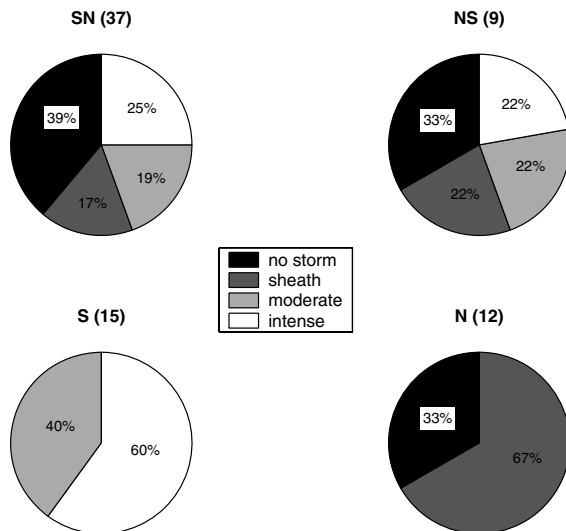 SN (37)
NS (9)
39%
25%
19%
17%
33%
22%
22%
22%
no storm
sheath
moderate
intense
S (15)
N (12)
40%
60%
33%
67%